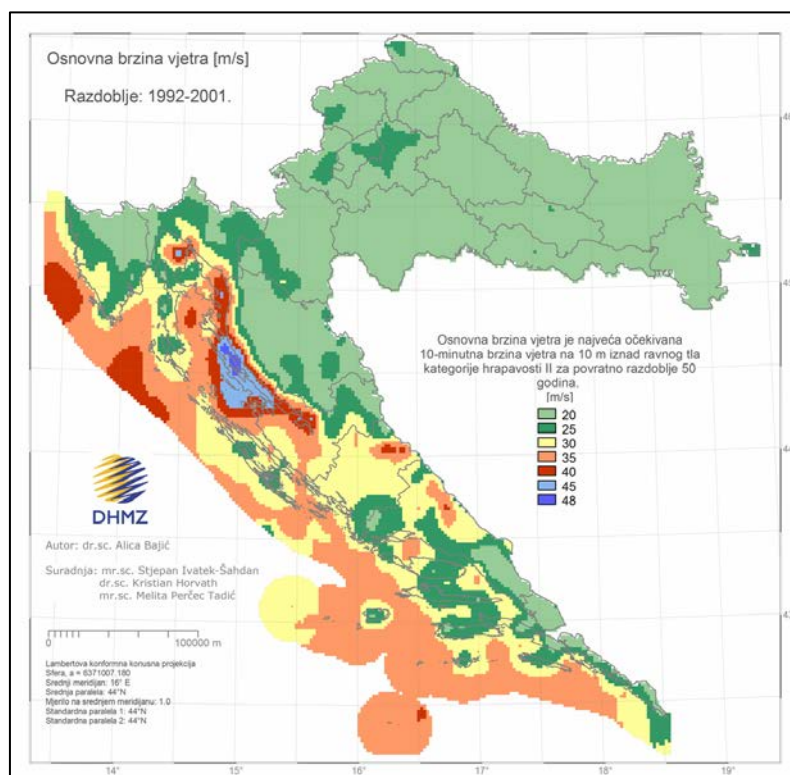 Osnovna brzina vjetra [m/s]
Razdoblje: 1992-2001.
Osnovna brzina vjetra je najveća očekivana
10-minutna brzina vjetra na 10 m iznad ravnog tla
kategorije hrapavosti II za povratno razdoblje 50
godina.
[m/s]
20
25
30
35
40
45
48
DHMZ
Autor: dr.sc. Alica Bajić
Suradnja: mr.sc. Stjepan Ivatek-Šahdan
dr.sc. Kristian Horvath
mr.sc. Melita Perčec Tadić
0
100000 m
Lambertova konformna konusna projekcija
Sfera, a = 6371007.180
Srednji meridijan: 16° E
Srednja paralela: 44°N
Mjerilo na srednjem meridijanu: 1.0
Standardna paralela 1: 44°N
Standardna paralela 2: 44°N
14°
15°
16°
17°
18°
19°